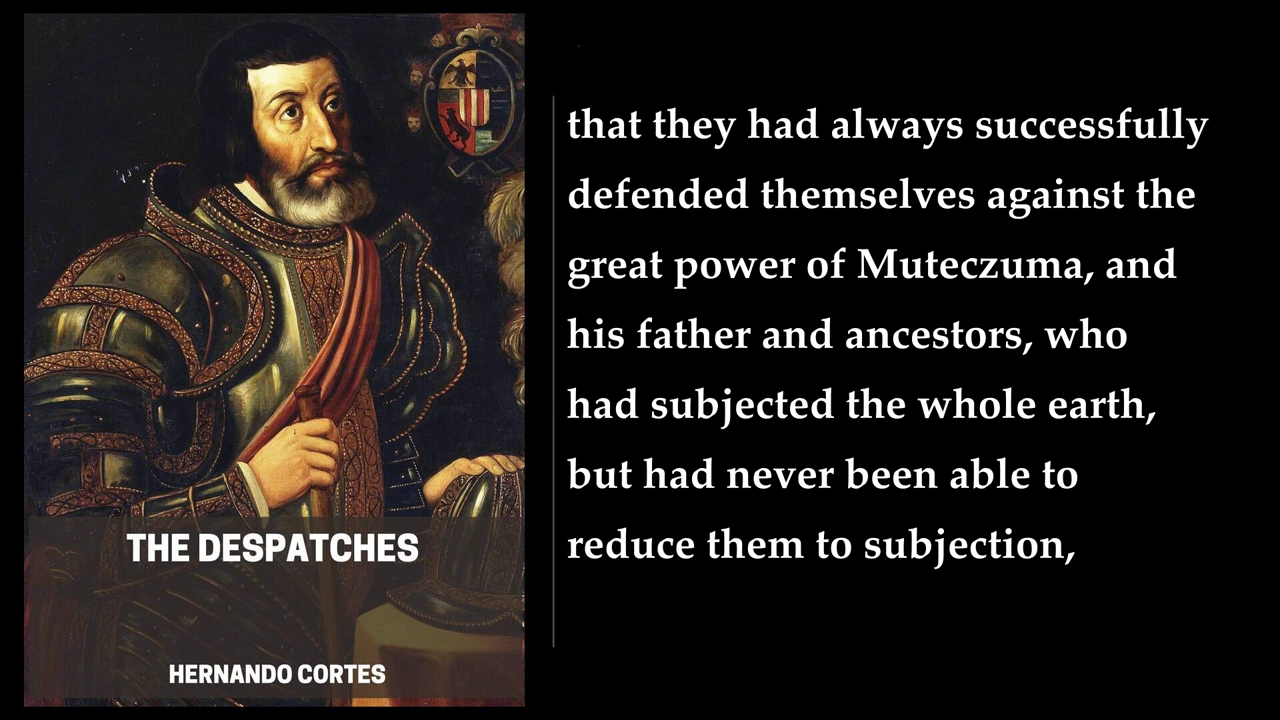 THE DESPATCHES
HERNANDO CORTES
that they had always successfully
defended themselves against the
great power of Muteczuma, and
his father and ancestors, who
had subjected the whole earth,
but had never been able to
reduce them to subjection,